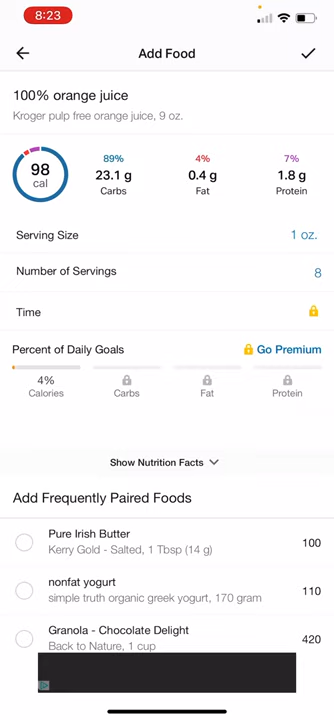 8:23
Add Food
100% orange juice
Kroger pulp free orange juice, 9 oz.
98
cal
89%
23.1 g
Carbs
4%
0.4 g
Fat
7%
1.8 g
Protein
Serving Size
1 oz.
Number of Servings
8
Time
Percent of Daily Goals
Go Premium
4%
Calories
Carbs
Fat
Protein
Show Nutrition Facts
Add Frequently Paired Foods
Pure Irish Butter
Kerry Gold - Salted, 1 Tbsp (14 g)
100
nonfat yogurt
simple truth organic greek yogurt, 170 gram
110
Granola - Chocolate Delight
Back to Nature, 1 cup
420